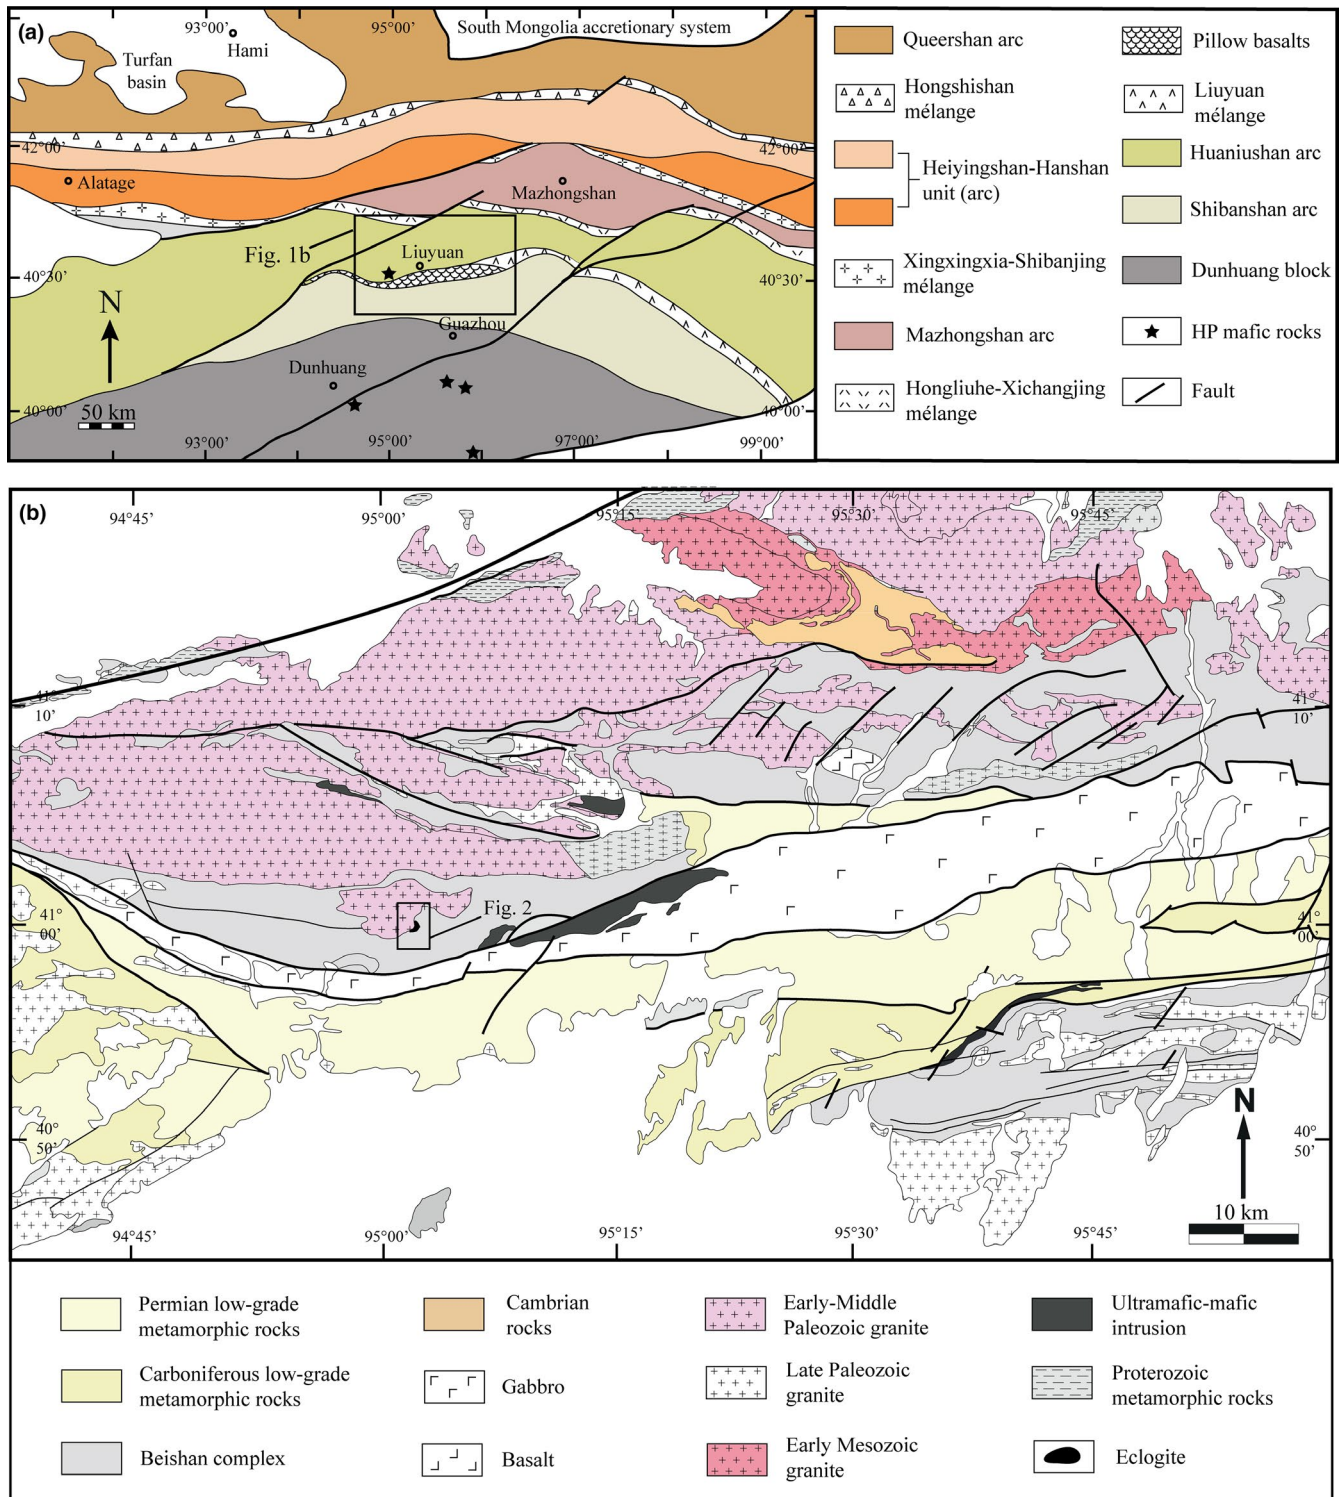 (a)
93°00’
95°00’
South Mongolia accretionary system
Hami
Turfan
basin
42°00’
42°00’
Alatage
Mazhongshan
Fig. 1b
Liuyuan
40°30’
40°30’
N
Guazhou
Dunhuang
40°00’
40°00’
50 km
93°00’
95°00’
97°00’
99°00’
Queershan arc
Hongshishan
mélange
Heiyingshan-Hanshan
unit (arc)
Xingxingxia-Shibanjing
mélange
Mazhongshan arc
Hongliuhe-Xichangjing
mélange
Pillow basalts
Liuyuan
mélange
Huaniushan arc
Shibanshan arc
Dunhuang block
HP mafic rocks
Fault
(b)
94°45’
95°00’
95°15’
95°30’
95°45’
41°
10’
41°
10’
Fig. 2
41°
00’
41°
00’
40°
50’
40°
50’
N
10 km
94°45’
95°00’
95°15’
95°30’
95°45’
Permian low-grade
metamorphic rocks
Carboniferous low-grade
metamorphic rocks
Beishan complex
Cambrian
rocks
Gabbro
Basalt
Early-Middle
Paleozoic granite
Late Paleozoic
granite
Early Mesozoic
granite
Ultramafic-mafic
intrusion
Proterozoic
metamorphic rocks
Eclogite